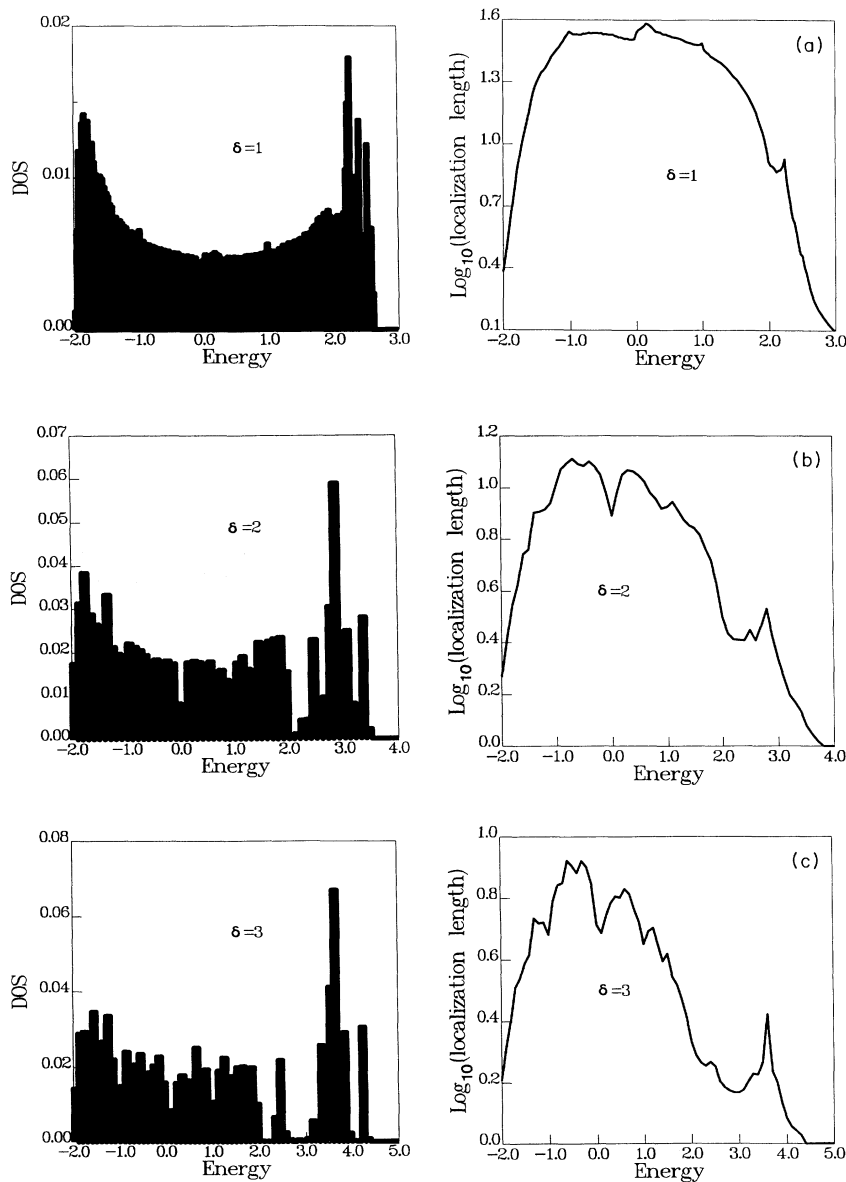 0.02
0.01
0.00
DOS
δ=1
-2.0 -1.0 0.0 1.0 2.0 3.0
Energy
1.6
1.3
1.0
0.7
0.4
0.1
Log10(localization length)
(a)
δ=1
-2.0 -1.0 0.0 1.0 2.0 3.0
Energy
0.07
0.06
0.05
0.04
0.03
0.02
0.01
0.00
DOS
δ=2
-2.0 -1.0 0.0 1.0 2.0 3.0 4.0
Energy
1.2
1.0
0.8
0.6
0.4
0.2
0.0
Log10(localization length)
(b)
δ=2
-2.0 -1.0 0.0 1.0 2.0 3.0 4.0
Energy
0.08
0.06
0.04
0.02
0.00
DOS
δ=3
-2.0 -1.0 0.0 1.0 2.0 3.0 4.0 5.0
Energy
1.0
0.8
0.6
0.4
0.2
0.0
Log10(localization length)
(c)
δ=3
-2.0 -1.0 0.0 1.0 2.0 3.0 4.0 5.0
Energy